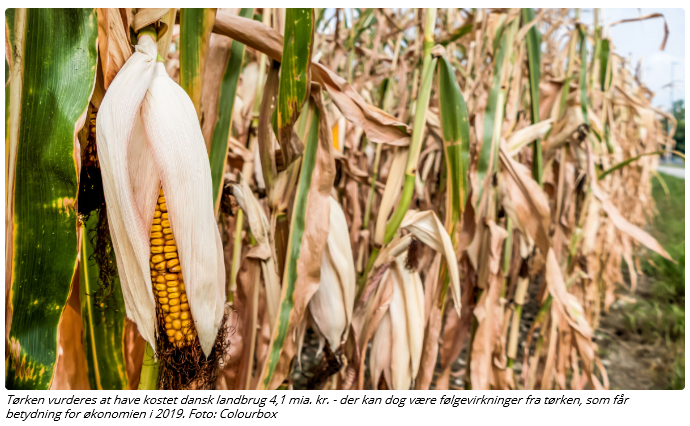 Tørken vurderes at have kostet dansk landbrug 4,1 mia. kr. - der kan dog være følgevirkninger fra tørken, som får
betydning for økonomien i 2019. Foto: Colourbox